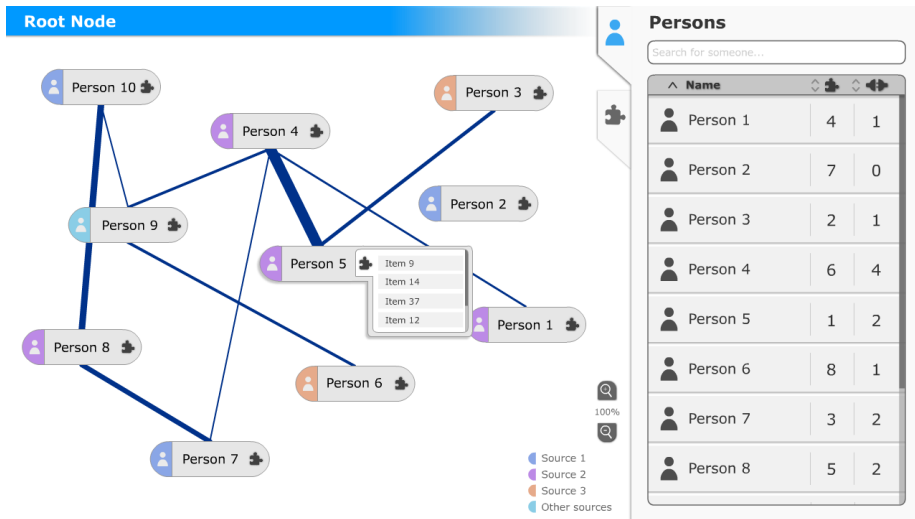 Root Node
Person 10
Person 3
Person 4
Person 2
Person 9
Person 5
Item 9
Item 14
Item 37
Item 12
Person 1
Person 8
Person 6
Person 7
100%
Source 1
Source 2
Source 3
Other sources
Persons
Search for someone...
Name
Person 1 4 1
Person 2 7 0
Person 3 2 1
Person 4 6 4
Person 5 1 2
Person 6 8 1
Person 7 3 2
Person 8 5 2